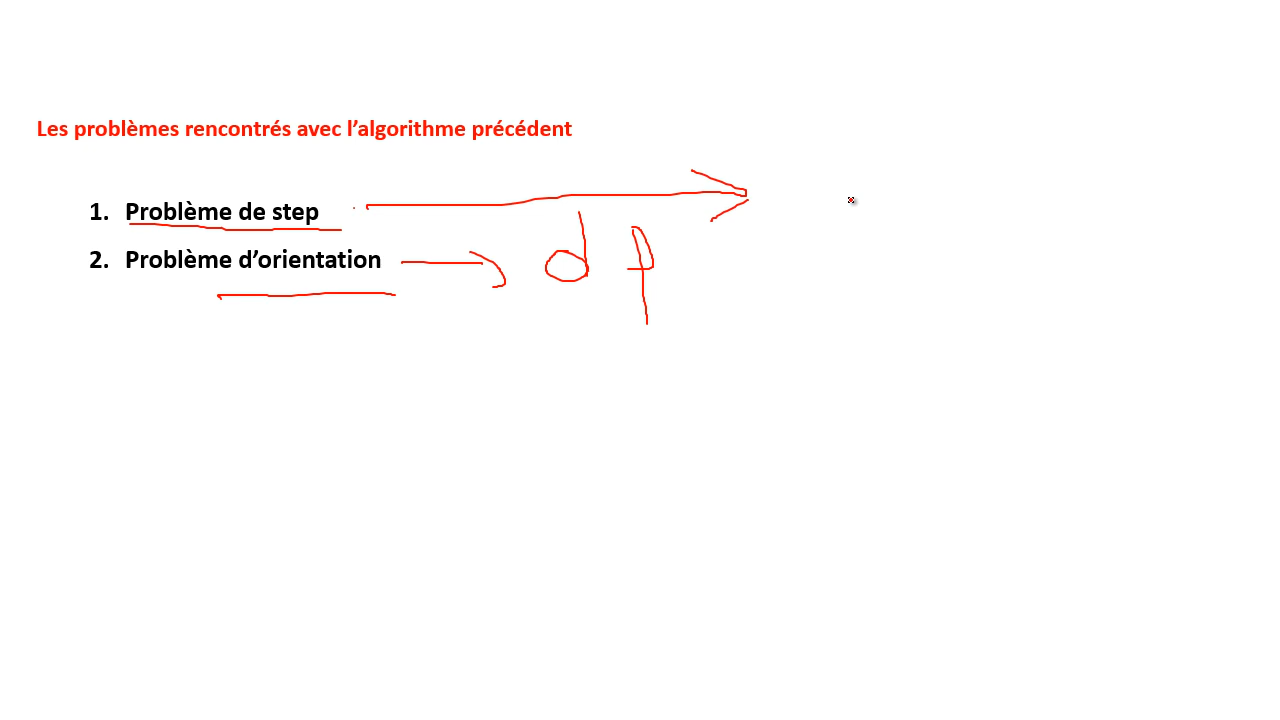 Les problèmes rencontrés avec l’algorithme précédent
1. Problème de step
2. Problème d’orientation
d p